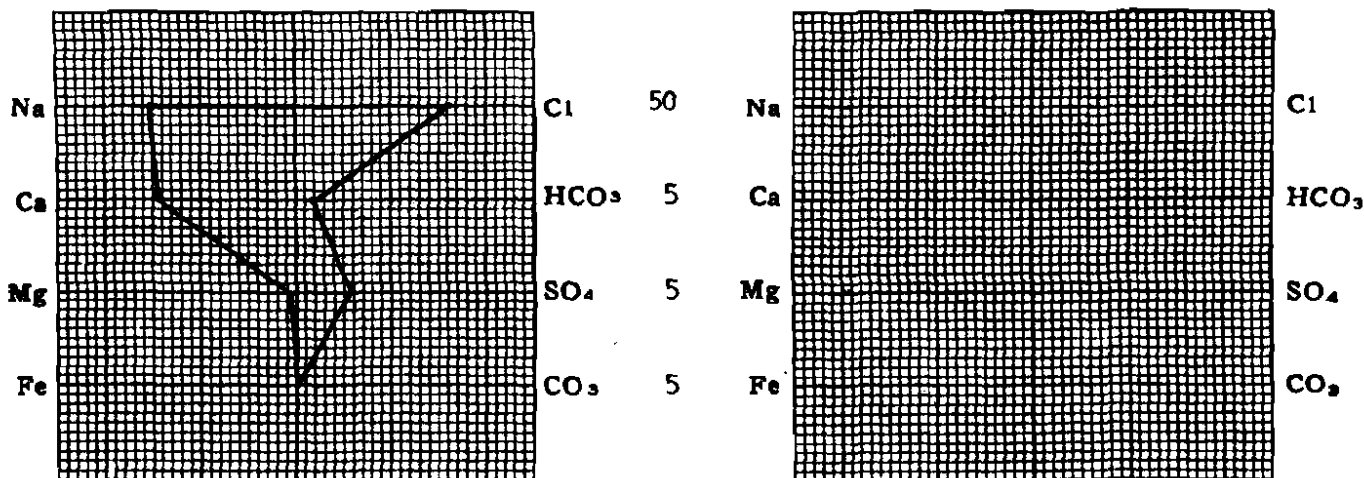 Na Cl 50 Na Cl
Ca HCO₃ 5 Ca HCO₃
Mg SO₄ 5 Mg SO₄
Fe CO₃ 5 Fe CO₃